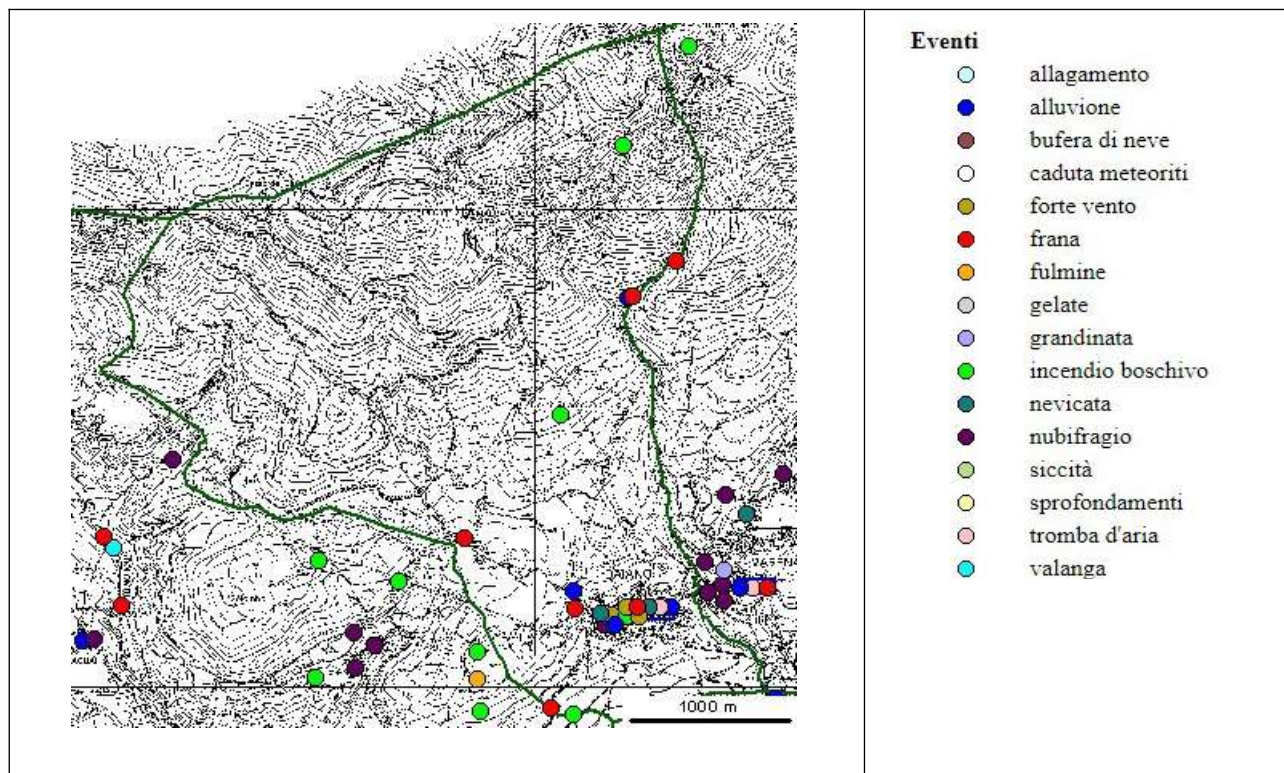 1000 m
Eventi
allagamento
alluvione
bufera di neve
caduta meteoriti
forte vento
frana
fulmine
gelate
grandinata
incendio boschivo
nevicata
nubifragio
siccità
sprofondamenti
tromba d'aria
valanga